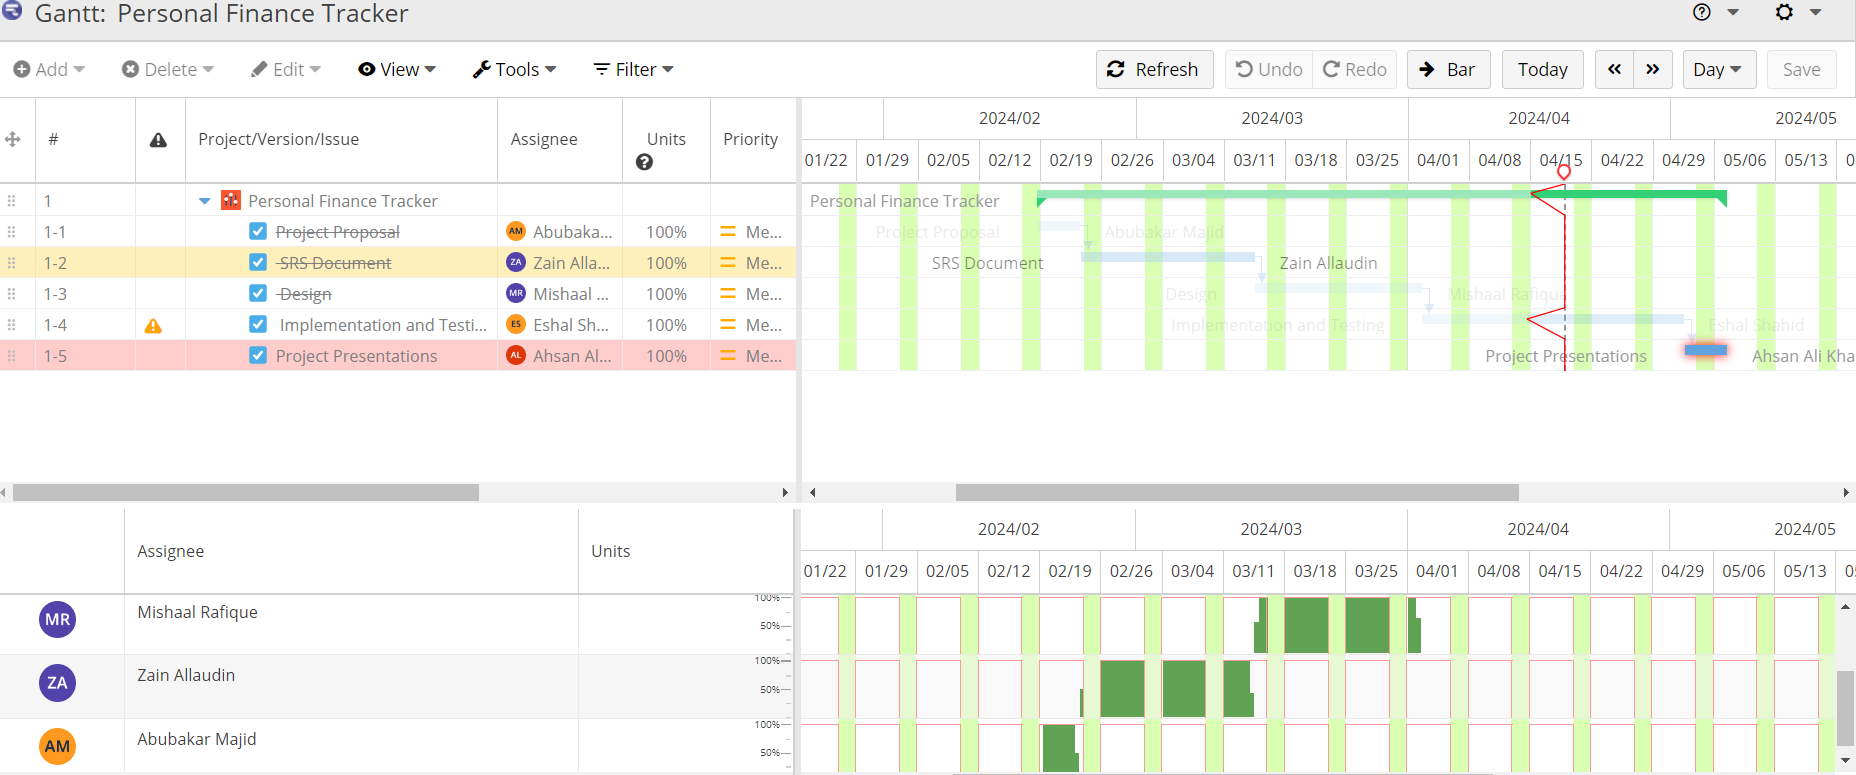 Gantt: Personal Finance Tracker
Add Delete Edit View Tools Filter Refresh Undo Redo Bar Today Day Save
# Project/Version/Issue Assignee Units Priority
2024/02 2024/03 2024/04 2024/05
01/22 01/29 02/05 02/12 02/19 02/26 03/04 03/11 03/18 03/25 04/01 04/08 04/15 04/22 04/29 05/06 05/13
1 Personal Finance Tracker
1-1 Project Proposal AM Abubaka... 100% Me...
1-2 SRS Document ZA Zain Alla... 100% Me...
1-3 Design MR Mishaal ... 100% Me...
1-4 Implementation and Testi... ES Eshal Sh... 100% Me...
1-5 Project Presentations AL Ahsan Al... 100% Me...
Personal Finance Tracker
Project Proposal Abubakar Majid
SRS Document Zain Allaudin
Design Mishaal Rafique
Implementation and Testing Eshal Shahid
Project Presentations Ahsan Ali Kha
Assignee Units
2024/02 2024/03 2024/04 2024/05
01/22 01/29 02/05 02/12 02/19 02/26 03/04 03/11 03/18 03/25 04/01 04/08 04/15 04/22 04/29 05/06 05/13
MR Mishaal Rafique 100%
50%
ZA Zain Allaudin 100%
50%
AM Abubakar Majid 100%
50%